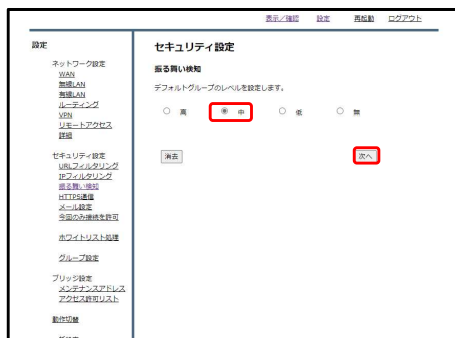 表示/確認 設定 再起動 ログアウト
設定
ネットワーク設定
WAN
無線LAN
有線LAN
ルーティング
VPN
リモートアクセス
詳細
セキュリティ設定
URLフィルタリング
IPフィルタリング
振る舞い検知
HTTPS通信
メール設定
今回のみ接続を許可
ホワイトリスト処理
グループ設定
ブリッジ設定
メンテナンスアドレス
アクセス許可リスト
動作切替
セキュリティ設定
振る舞い検知
デフォルトグループのレベルを設定します。
高 中 低 無
消去 次へ